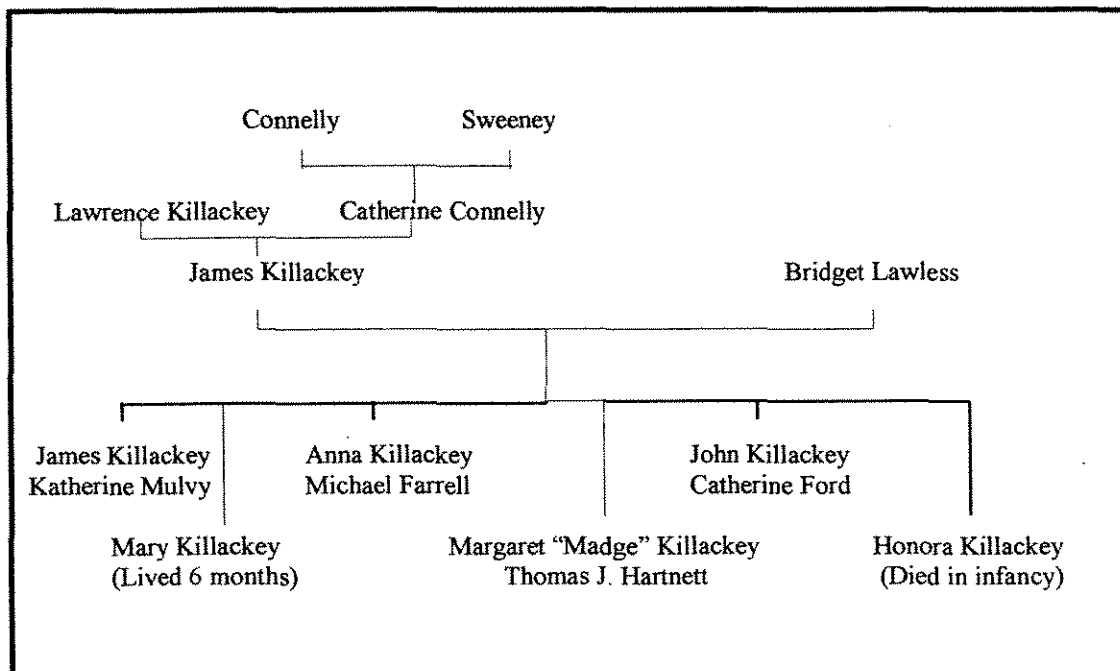 Connelly Sweeney
Lawrence Killackey Catherine Connelly
James Killackey Bridget Lawless
James Killackey Anna Killackey John Killackey
Katherine Mulvy Michael Farrell Catherine Ford
Mary Killackey Margaret “Madge” Killackey Honora Killackey
(Lived 6 months) Thomas J. Hartnett (Died in infancy)